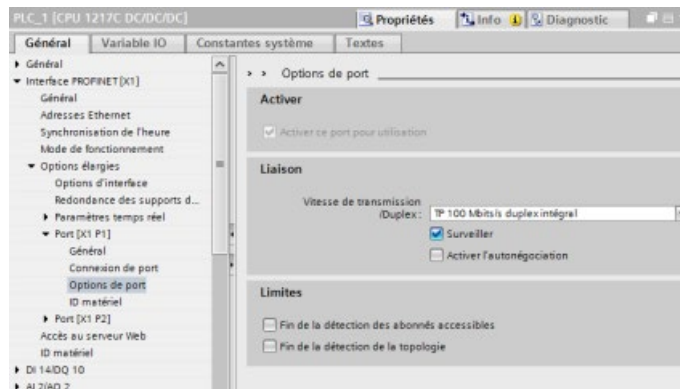 PLC_1 [CPU 1217C DC/DC/DC]
Propriétés
Info
Diagnostic
Général
Variable IO
Constantes système
Textes
Général
Interface PROFINET [X1]
Général
Adresses Ethernet
Synchronisation de l'heure
Mode de fonctionnement
Options élargies
Options d'interface
Redondance des supports d...
Paramètres temps réel
Port [X1 P1]
Général
Connexion de port
Options de port
ID matériel
Port [X1 P2]
Accès au serveur Web
ID matériel
DI 14/DQ 10
AI 2/AQ 2
> > Options de port
Activer
Activer ce port pour utilisation
Liaison
Vitesse de transmission
/Duplex :
TP 100 Mbits/s duplex intégral
Surveiller
Activer l'autonégociation
Limites
Fin de la détection des abonnés accessibles
Fin de la détection de la topologie